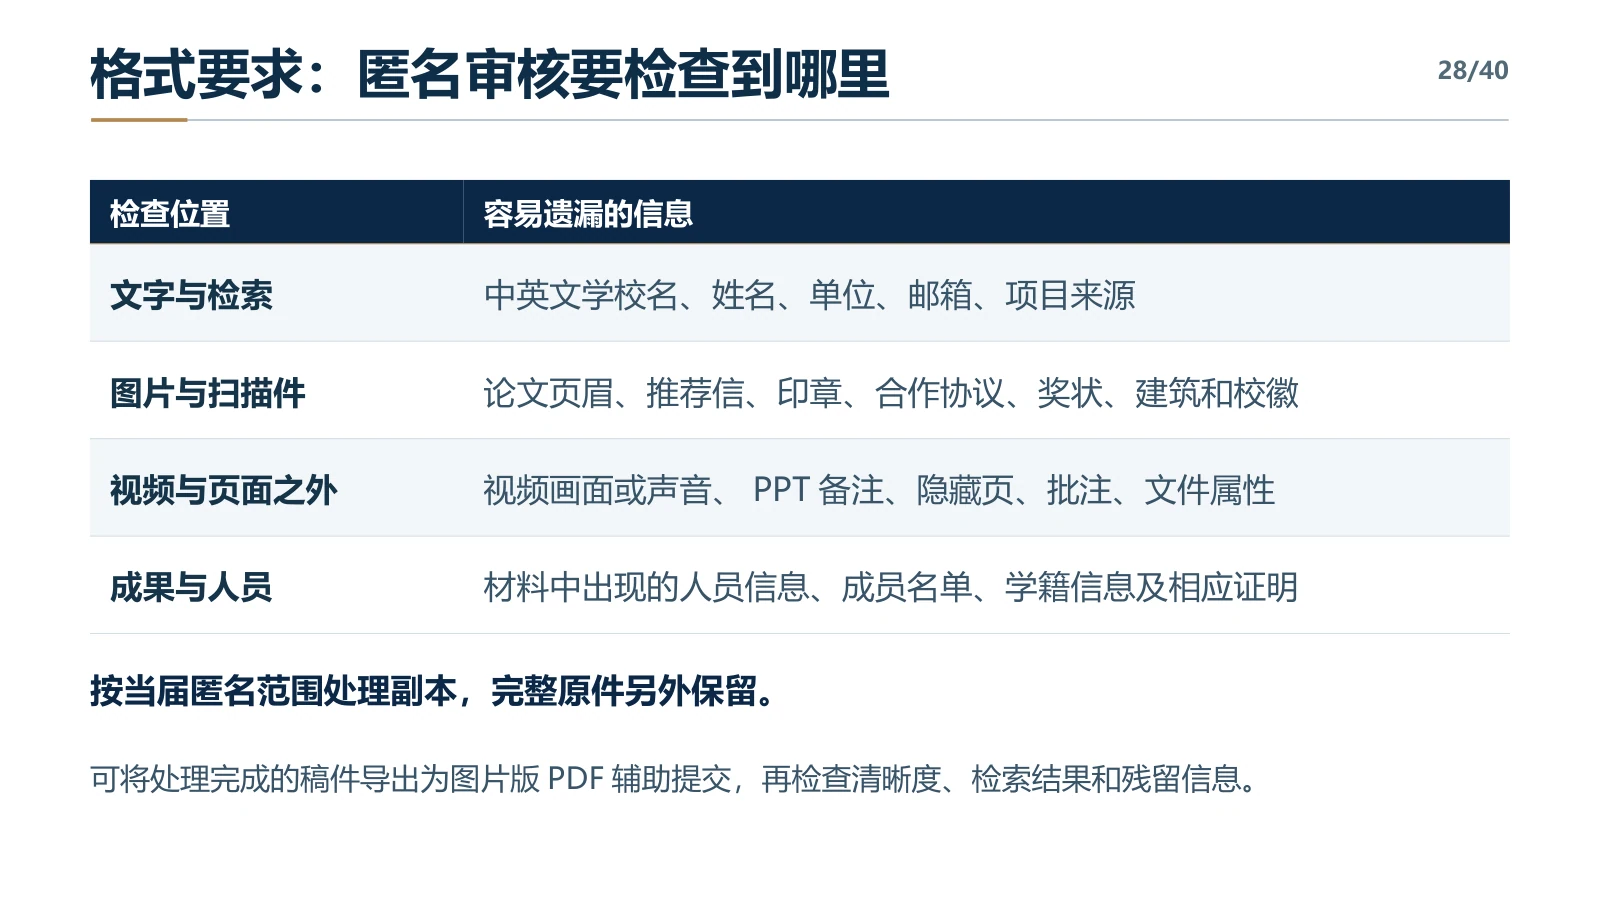 格式要求：匿名审核要检查到哪里
28/40
检查位置 容易遗漏的信息
文字与检索 中英文学校名、姓名、单位、邮箱、项目来源
图片与扫描件 论文页眉、推荐信、印章、合作协议、奖状、建筑和校徽
视频与页面之外 视频画面或声音、 PPT 备注、隐藏页、批注、文件属性
成果与人员 材料中出现的人员信息、成员名单、学籍信息及相应证明
按当届匿名范围处理副本，完整原件另外保留。
可将处理完成的稿件导出为图片版 PDF 辅助提交，再检查清晰度、检索结果和残留信息。